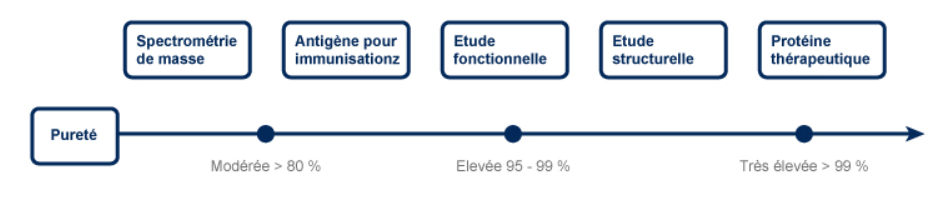 Spectrométrie
de masse
Antigène pour
immunisationz
Etude
fonctionnelle
Etude
structurelle
Protéine
thérapeutique
Pureté
Modérée > 80 %
Elevée 95 - 99 %
Très élevée > 99 %